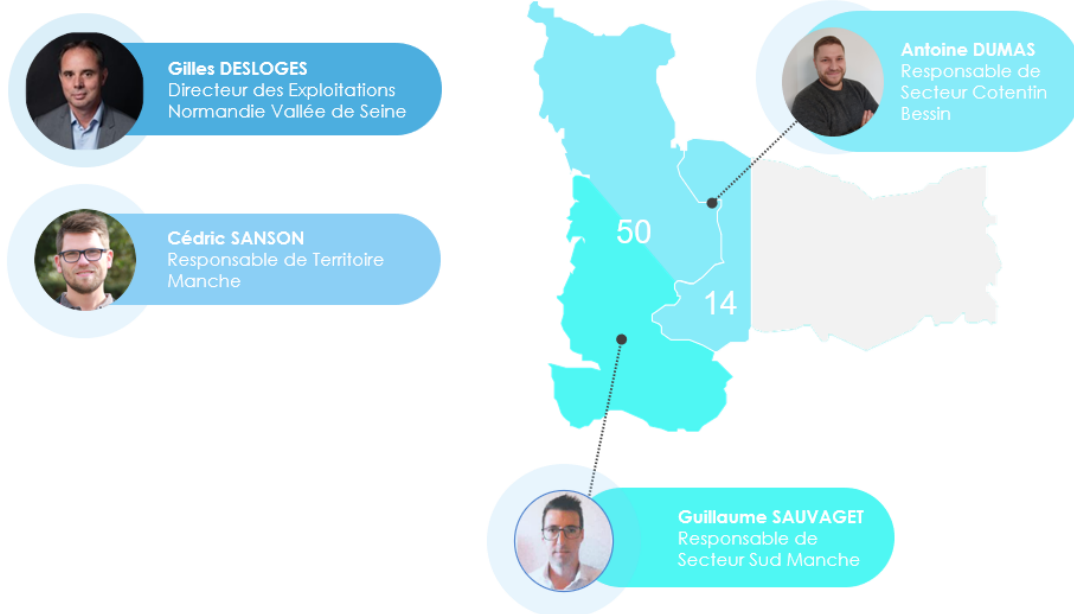 Gilles DESLOGES
Directeur des Exploitations
Normandie Vallée de Seine
Antoine DUMAS
Responsable de
Secteur Cotentin
Bessin
Cédric SANSON
Responsable de Territoire
Manche
50
14
Guillaume SAUVAGET
Responsable de
Secteur Sud Manche